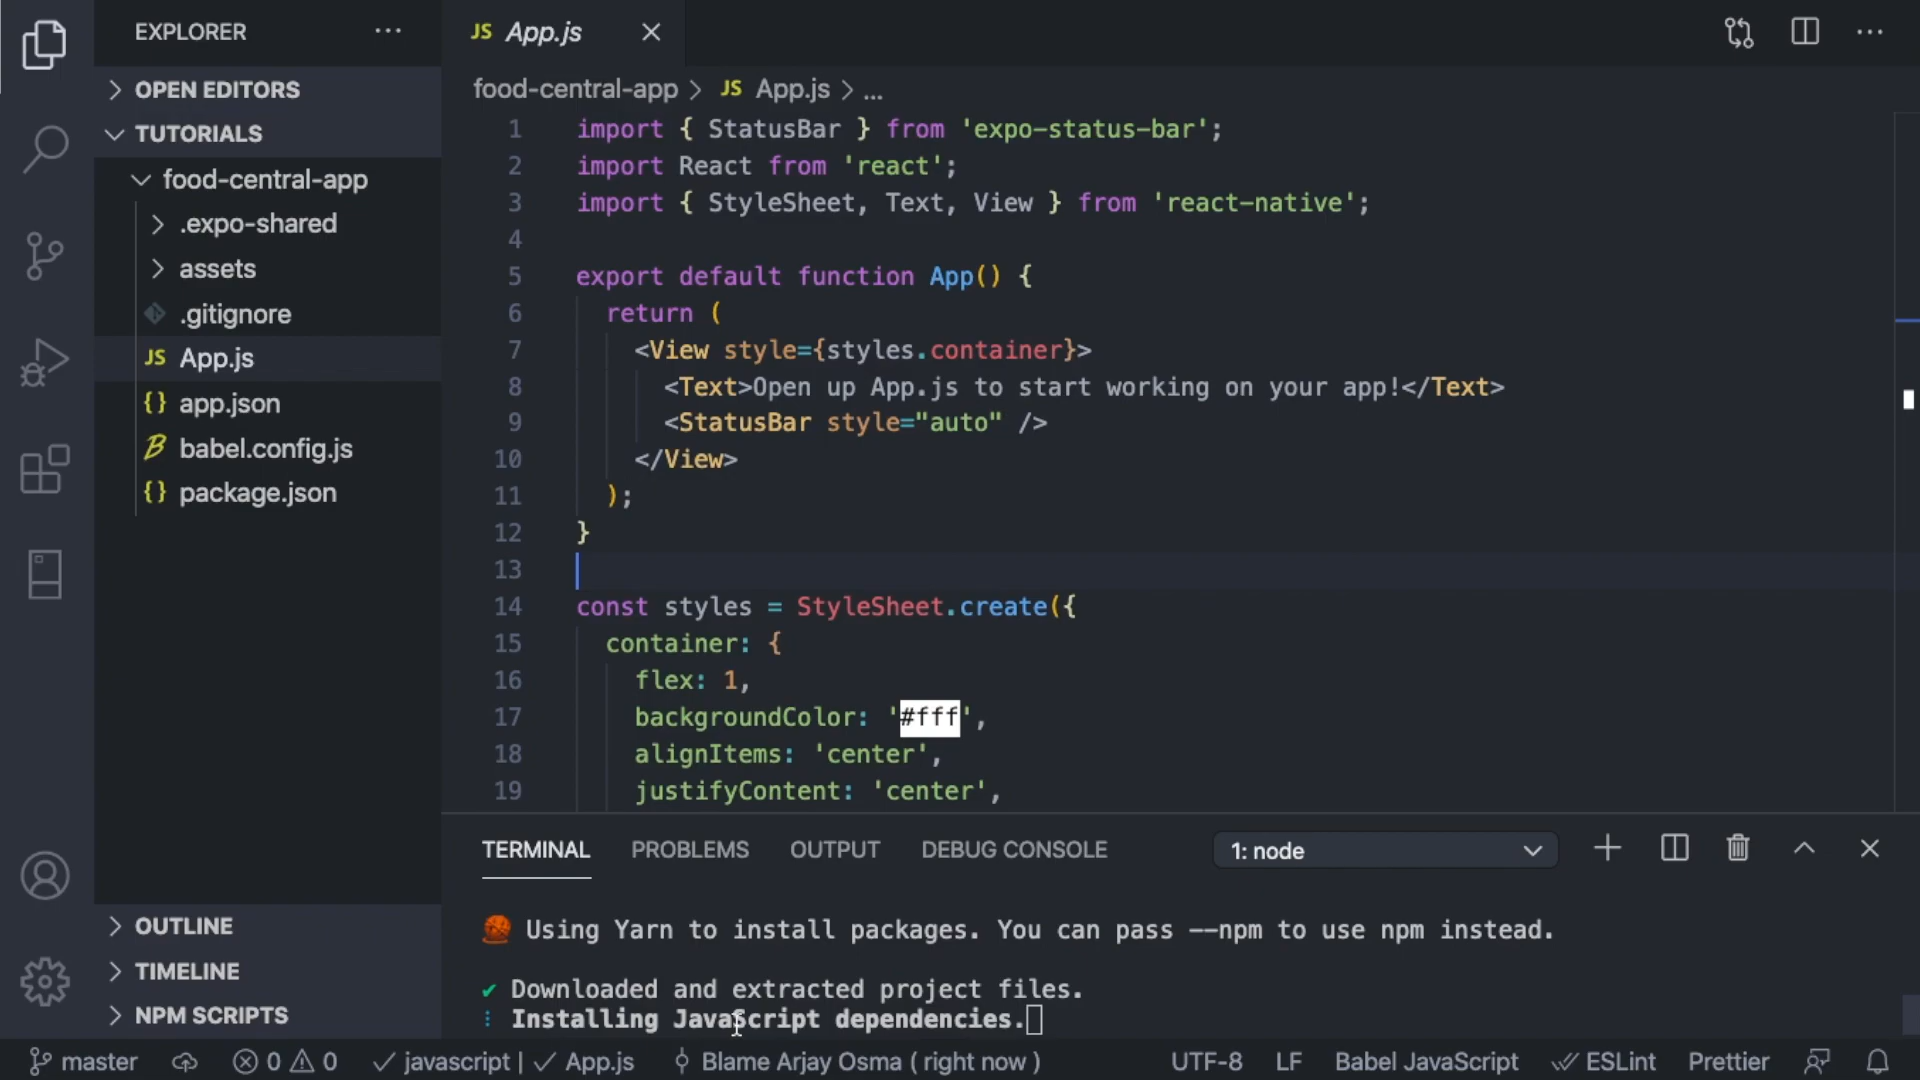 EXPLORER
JS App.js
OPEN EDITORS
TUTORIALS
food-central-app
.expo-shared
assets
.gitignore
JS App.js
{} app.json
babel.config.js
{} package.json
OUTLINE
TIMELINE
NPM SCRIPTS
food-central-app > JS App.js > ...
1 import { StatusBar } from 'expo-status-bar';
2 import React from 'react';
3 import { StyleSheet, Text, View } from 'react-native';
4
5 export default function App() {
6 return (
7 <View style={styles.container}>
8 <Text>Open up App.js to start working on your app!</Text>
9 <StatusBar style="auto" />
10 </View>
11 );
12 }
13
14 const styles = StyleSheet.create({
15 container: {
16 flex: 1,
17 backgroundColor: '#fff',
18 alignItems: 'center',
19 justifyContent: 'center',
TERMINAL PROBLEMS OUTPUT DEBUG CONSOLE 1: node
Using Yarn to install packages. You can pass --npm to use npm instead.
✔ Downloaded and extracted project files.
Installing JavaScript dependencies.
master 0 0 ✓ javascript | ✓ App.js Blame Arjay Osma ( right now ) UTF-8 LF Babel JavaScript ESLint Prettier